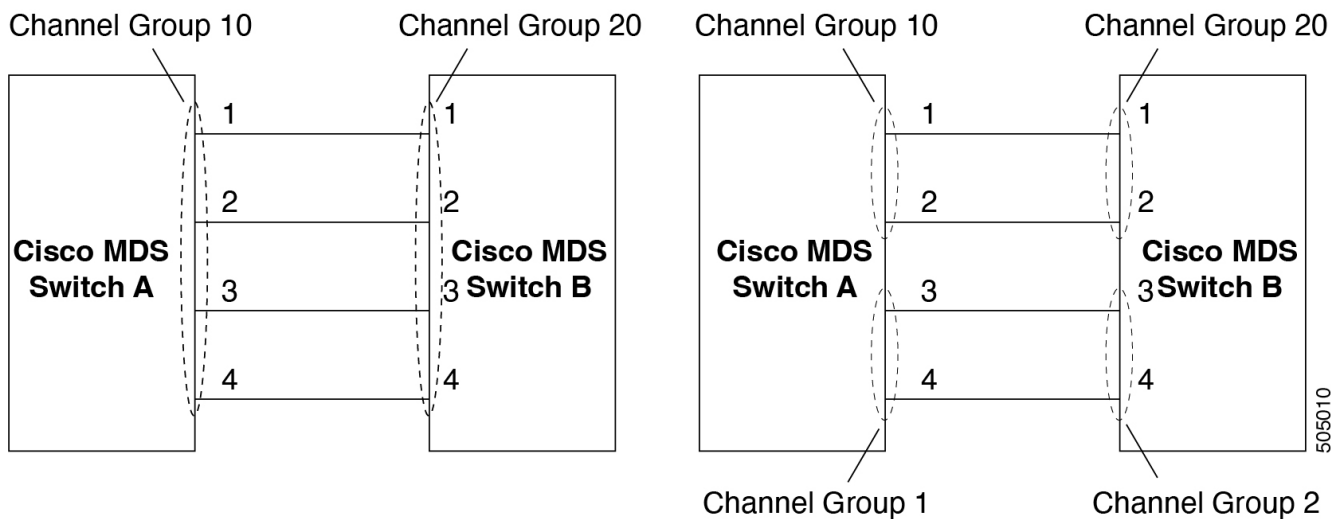 Channel Group 10
Channel Group 20
1
1
2
2
Cisco MDS
Switch A
Cisco MDS
Switch B
3
3
4
4
Channel Group 10
Channel Group 20
1
1
2
2
Cisco MDS
Switch A
Cisco MDS
Switch B
3
3
4
4
Channel Group 1
Channel Group 2
505010